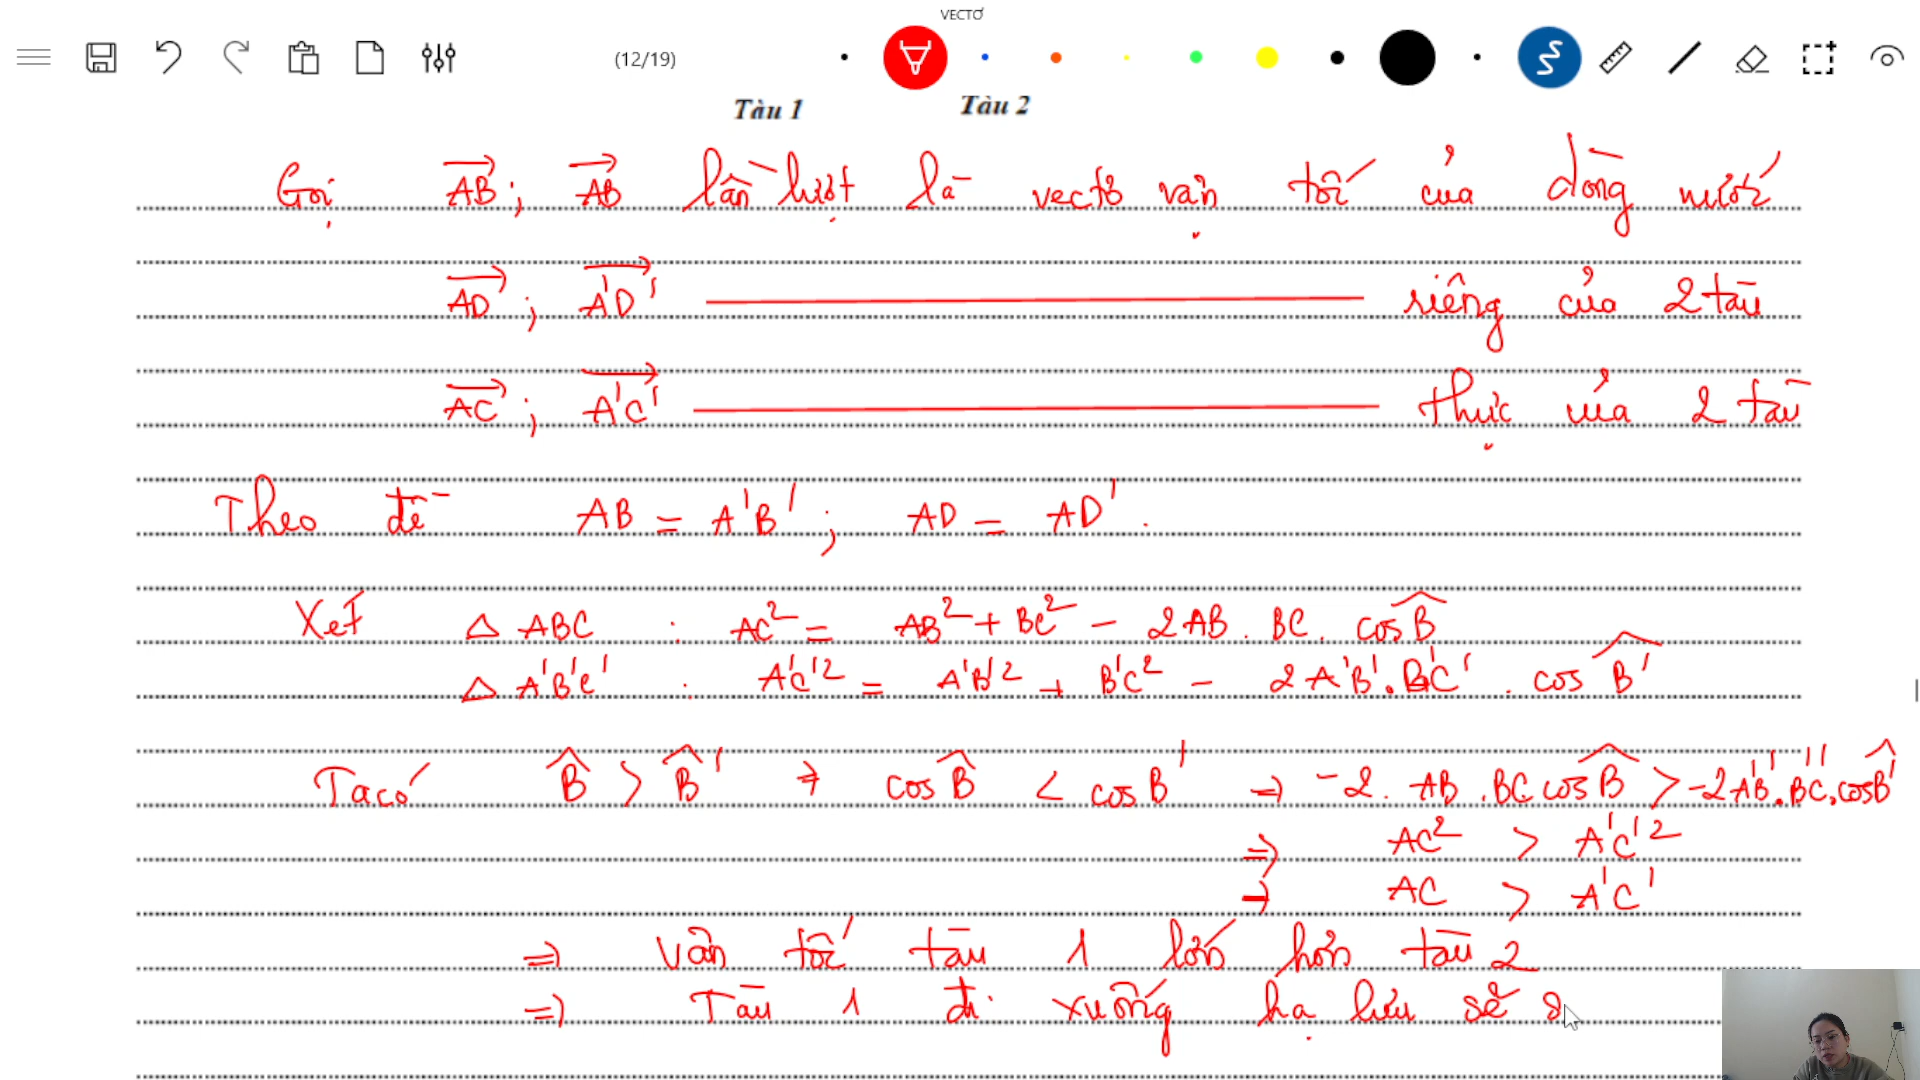 VECTƠ
(12/19)
Tàu 1 Tàu 2
Gọi AB; AB lần lượt là vectơ vận tốc của dòng nước
AD; A'D' riêng của 2 tàu
AC; A'C' thực của 2 tàu
Theo đề AB = A'B'; AD = AD'.
Xét Δ ABC : AC² = AB² + BC² - 2AB. BC. cos B
Δ A'B'C' : A'C'² = A'B'² + B'C² - 2A'B'.B'C'. cos B'
Ta có B > B' ⇒ cos B < cos B' ⇒ -2. AB .BC cos B > -2A'B'.B'C'.cos B'
⇒ AC² > A'C'²
⇒ AC > A'C'
⇒ Vận tốc tàu 1 lớn hơn tàu 2
⇒ Tàu 1 đi xuống hạ lưu sẽ